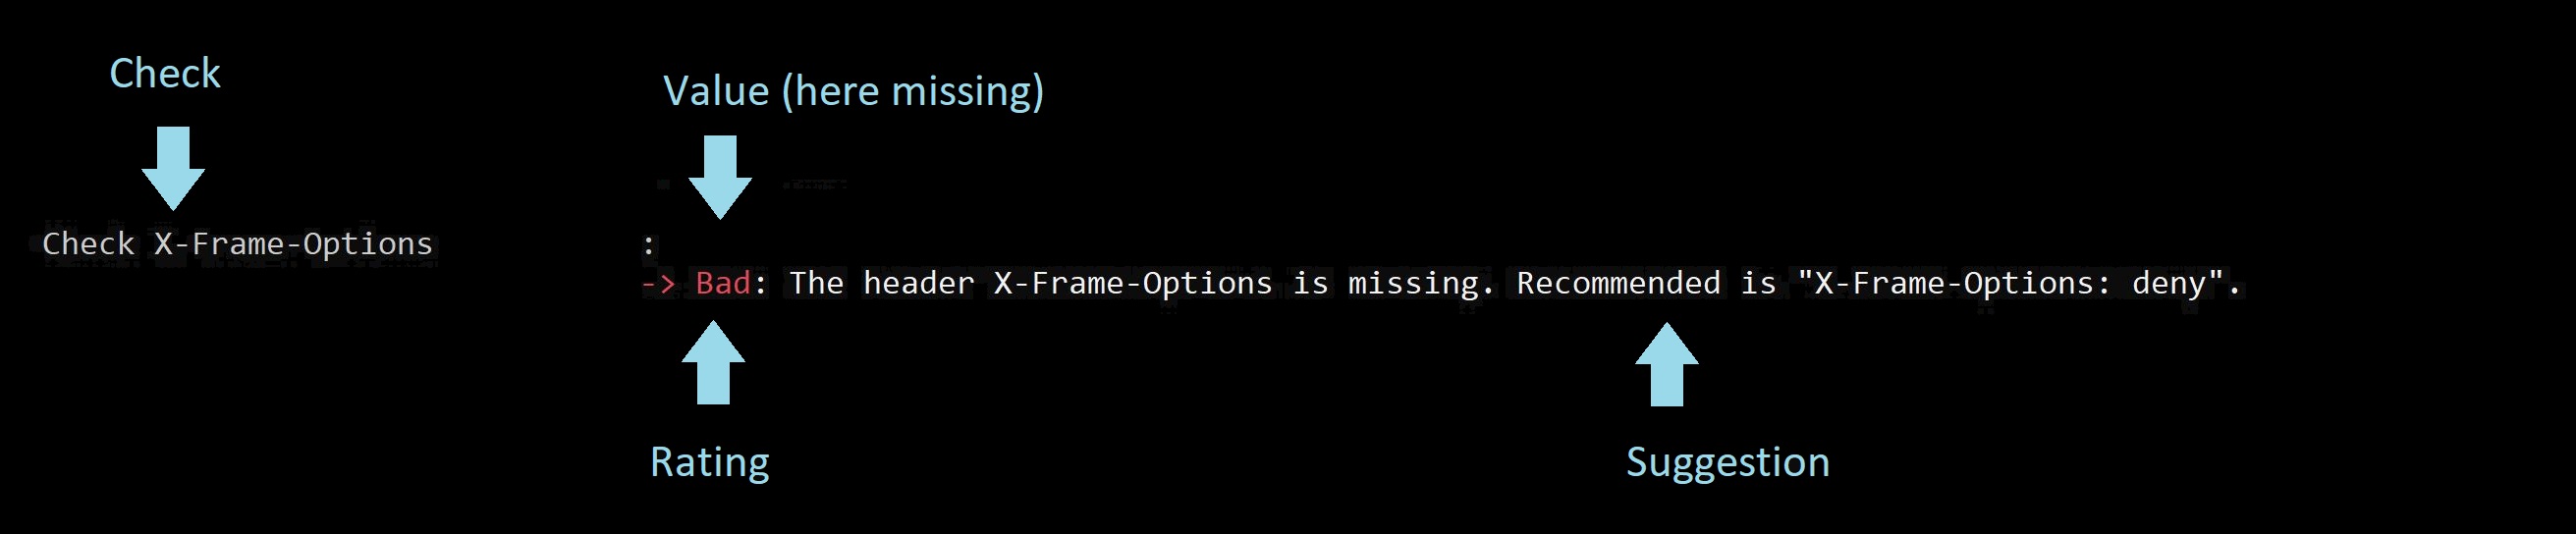 Check
Value (here missing)
Check X-Frame-Options :
-> Bad: The header X-Frame-Options is missing. Recommended is "X-Frame-Options: deny".
Rating
Suggestion